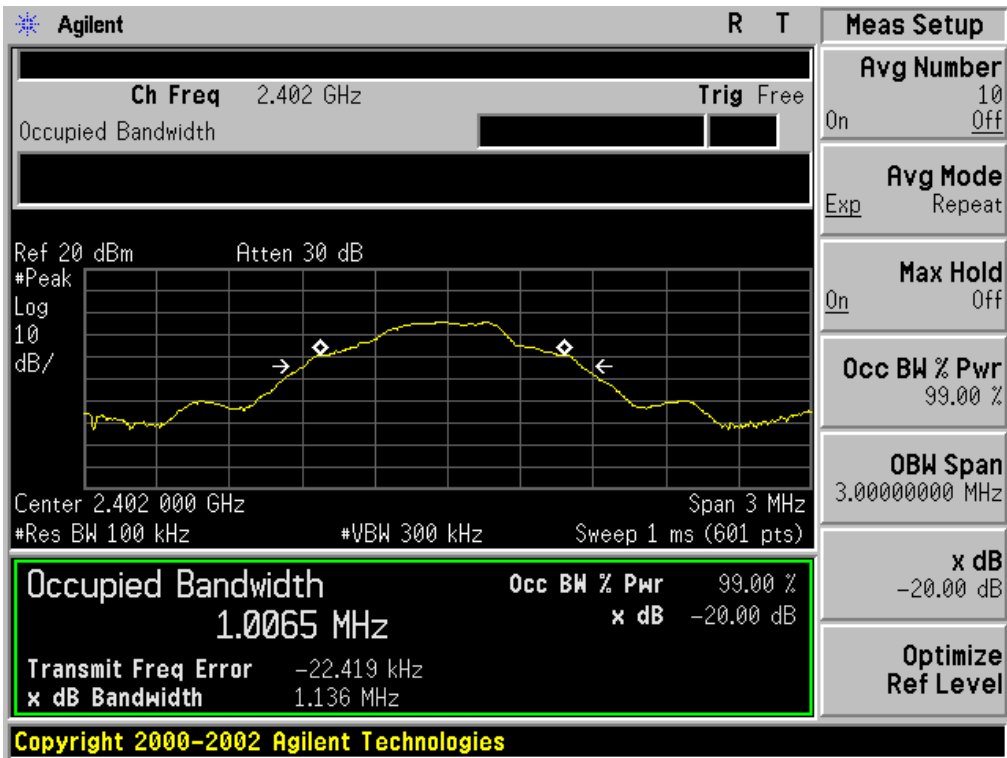 Agilent R T
Ch Freq 2.402 GHz Trig Free
Occupied Bandwidth
Ref 20 dBm Atten 30 dB
#Peak
Log
10
dB/
Center 2.402 000 GHz Span 3 MHz
#Res BW 100 kHz #VBW 300 kHz Sweep 1 ms (601 pts)
Occupied Bandwidth Occ BW % Pwr 99.00 %
1.0065 MHz x dB -20.00 dB
Transmit Freq Error -22.419 kHz
x dB Bandwidth 1.136 MHz
Copyright 2000-2002 Agilent Technologies
Meas Setup
Avg Number
10
On Off
Avg Mode
Exp Repeat
Max Hold
On Off
Occ BW % Pwr
99.00 %
OBW Span
3.00000000 MHz
x dB
-20.00 dB
Optimize
Ref Level